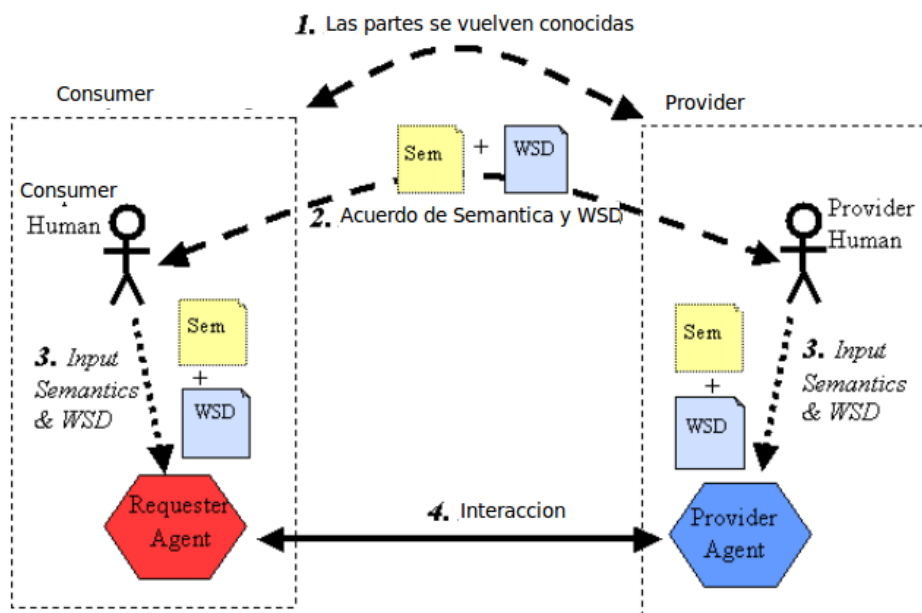 1. Las partes se vuelven conocidas
Consumer
Provider
Sem
+
WSD
Consumer
Human
2. Acuerdo de Semantica y WSD
Provider
Human
Sem
+
WSD
3. Input
Semantics
& WSD
Sem
+
WSD
3. Input
Semantics
& WSD
Requester
Agent
4. Interaccion
Provider
Agent